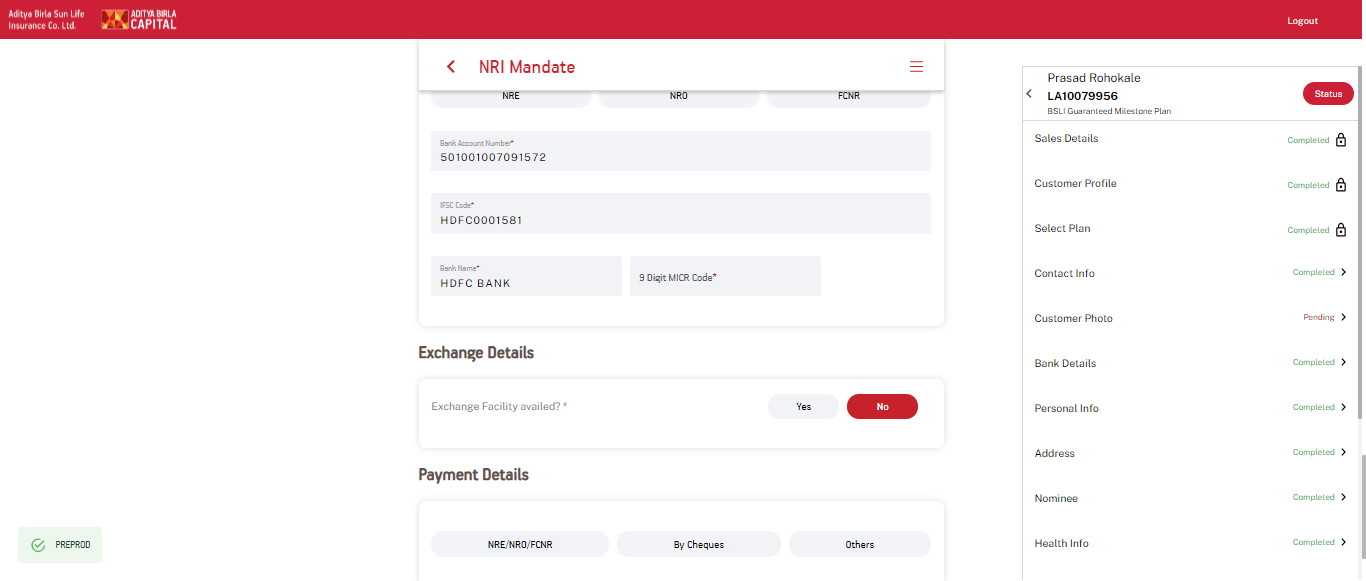 Aditya Birla Sun Life
Insurance Co. Ltd.
ADITYA BIRLA
CAPITAL
Logout
NRI Mandate
NRE
NRO
FCNR
Bank Account Number*
501001007091572
IFSC Code*
HDFC0001581
Bank Name*
HDFC BANK
9 Digit MICR Code*
Exchange Details
Exchange Facility availed? *
Yes
No
Payment Details
NRE/NRO/FCNR
By Cheques
Others
PREPROD
Prasad Rohokale
LA10079956
BSLI Guaranteed Milestone Plan
Status
Sales Details Completed
Customer Profile Completed
Select Plan Completed
Contact Info Completed
Customer Photo Pending
Bank Details Completed
Personal Info Completed
Address Completed
Nominee Completed
Health Info Completed